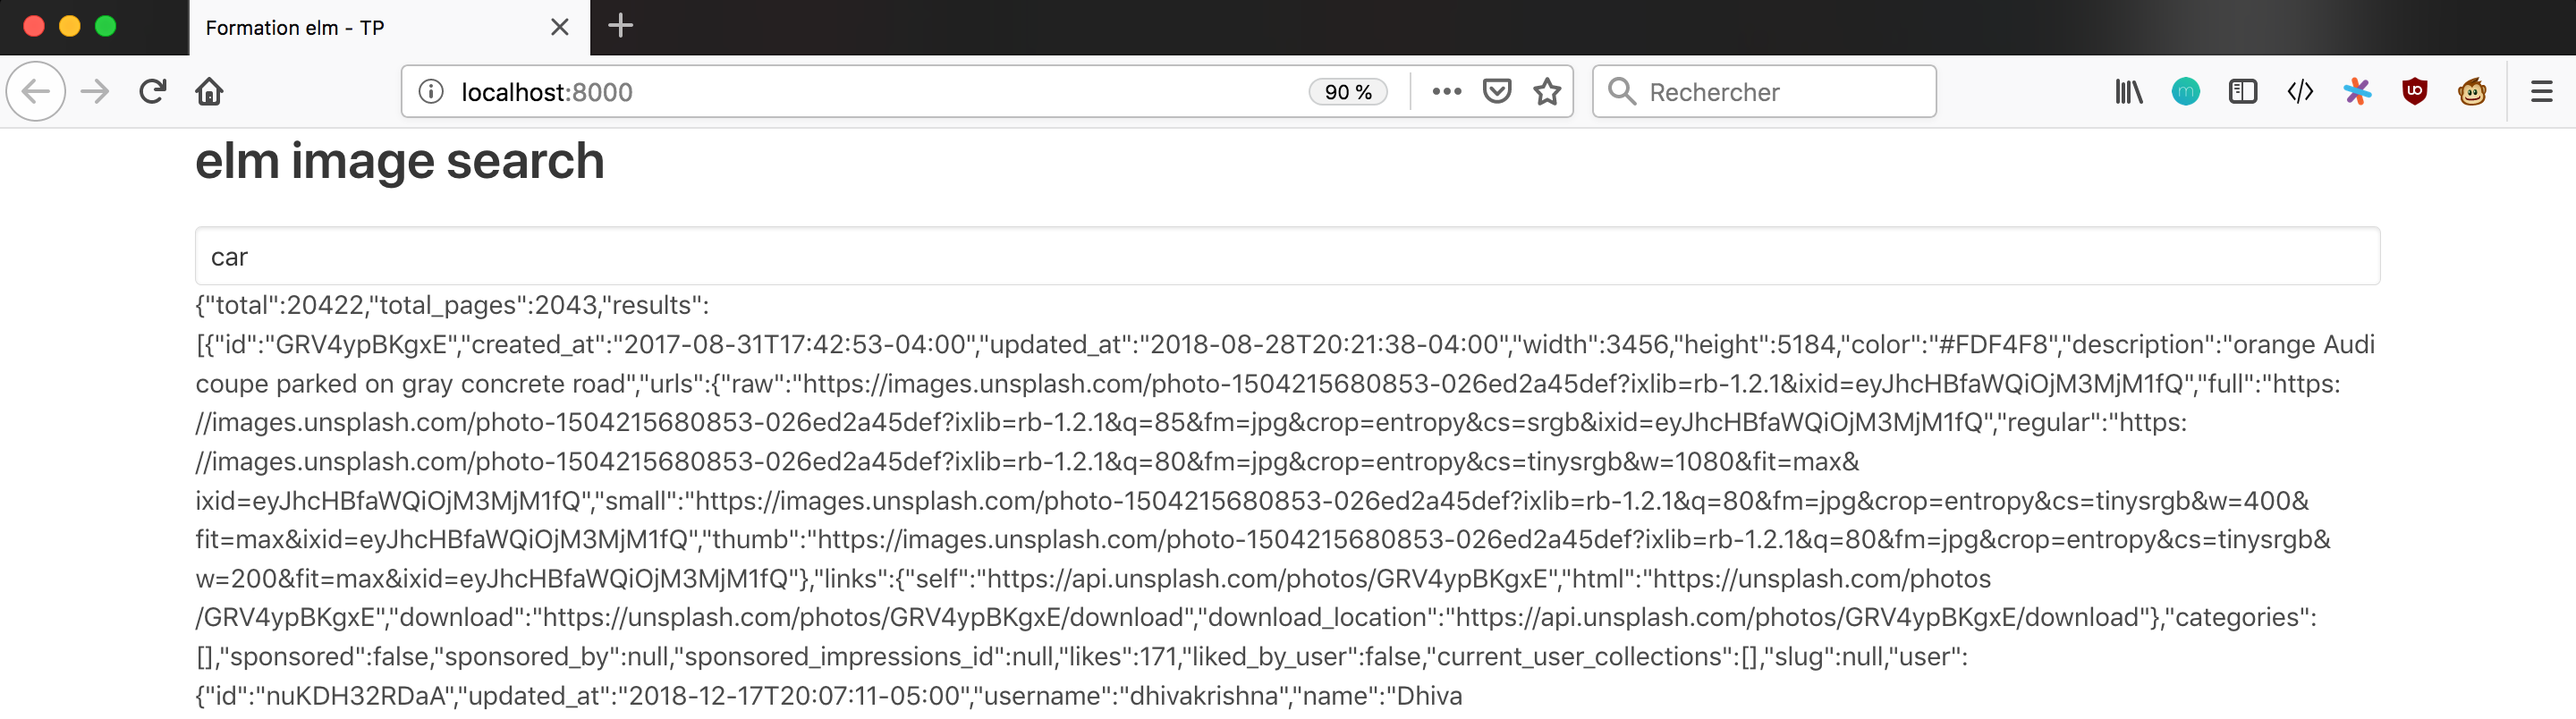 Formation elm - TP
localhost:8000
90 %
Rechercher
elm image search
car
{"total":20422,"total_pages":2043,"results":
[{"id":"GRV4ypBKgxE","created_at":"2017-08-31T17:42:53-04:00","updated_at":"2018-08-28T20:21:38-04:00","width":3456,"height":5184,"color":"#FDF4F8","description":"orange Audi
coupe parked on gray concrete road","urls":{"raw":"https://images.unsplash.com/photo-1504215680853-026ed2a45def?ixlib=rb-1.2.1&ixid=eyJhcHBfaWQiOjM3MjM1fQ","full":"https:
//images.unsplash.com/photo-1504215680853-026ed2a45def?ixlib=rb-1.2.1&q=85&fm=jpg&crop=entropy&cs=srgb&ixid=eyJhcHBfaWQiOjM3MjM1fQ","regular":"https:
//images.unsplash.com/photo-1504215680853-026ed2a45def?ixlib=rb-1.2.1&q=80&fm=jpg&crop=entropy&cs=tinysrgb&w=1080&fit=max&
ixid=eyJhcHBfaWQiOjM3MjM1fQ","small":"https://images.unsplash.com/photo-1504215680853-026ed2a45def?ixlib=rb-1.2.1&q=80&fm=jpg&crop=entropy&cs=tinysrgb&w=400&
fit=max&ixid=eyJhcHBfaWQiOjM3MjM1fQ","thumb":"https://images.unsplash.com/photo-1504215680853-026ed2a45def?ixlib=rb-1.2.1&q=80&fm=jpg&crop=entropy&cs=tinysrgb&
w=200&fit=max&ixid=eyJhcHBfaWQiOjM3MjM1fQ"},"links":{"self":"https://api.unsplash.com/photos/GRV4ypBKgxE","html":"https://unsplash.com/photos
/GRV4ypBKgxE","download":"https://unsplash.com/photos/GRV4ypBKgxE/download","download_location":"https://api.unsplash.com/photos/GRV4ypBKgxE/download"},"categories":
[],"sponsored":false,"sponsored_by":null,"sponsored_impressions_id":null,"likes":171,"liked_by_user":false,"current_user_collections":[],"slug":null,"user":
{"id":"nuKDH32RDaA","updated_at":"2018-12-17T20:07:11-05:00","username":"dhivakrishna","name":"Dhiva